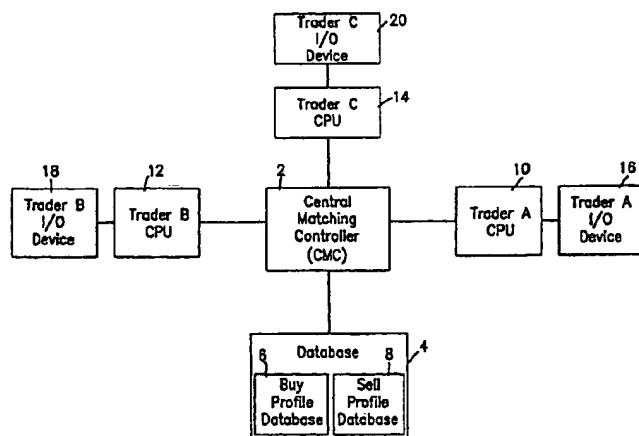 Trader C
I/O
Device
20
Trader C
CPU
14
18
Trader B
I/O
Device
12
Trader B
CPU
2
Central
Matching
Controller
(CMC)
10
Trader A
CPU
16
Trader A
I/O
Device
Database
4
6
Buy
Profile
Database
8
Sell
Profile
Database